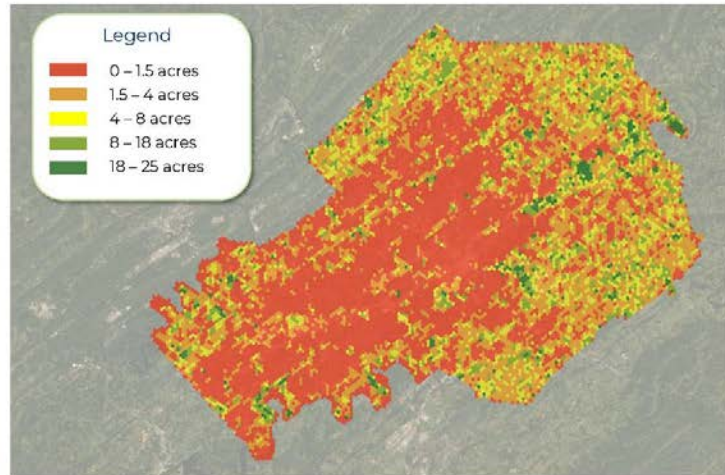 Legend
0 – 1.5 acres
1.5 – 4 acres
4 – 8 acres
8 – 18 acres
18 – 25 acres